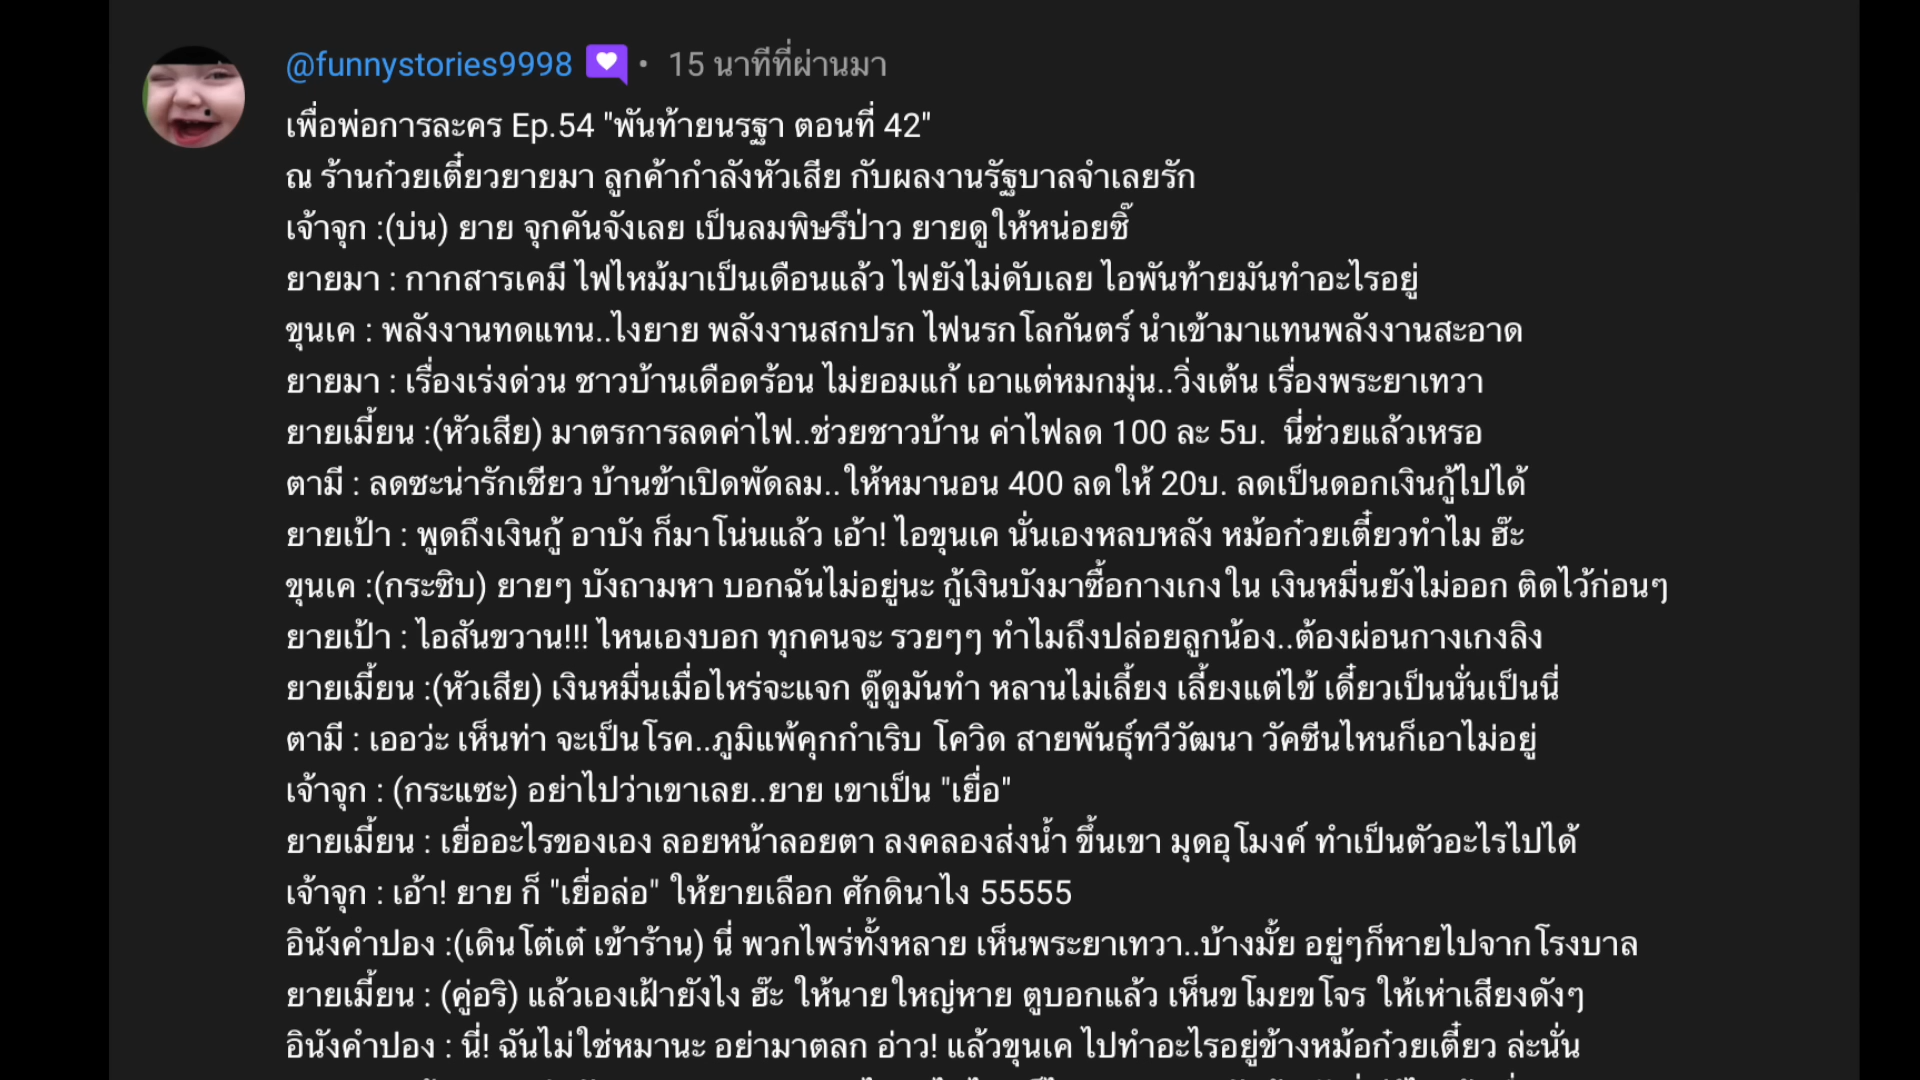 @funnystories9998 • 15 นาทีที่ผ่านมา
เพื่อพ่อการละคร Ep.54 "พันท้ายนรฐา ตอนที่ 42"
ณ ร้านก๋วยเตี๋ยวยายมา ลูกค้ากำลังหัวเสีย กับผลงานรัฐบาลจำเลยรัก
เจ้าจุก :(บ่น) ยาย จุกคันจังเลย เป็นลมพิษรึป่าว ยายดูให้หน่อยซิ๊
ยายมา : กากสารเคมี ไฟไหม้มาเป็นเดือนแล้ว ไฟยังไม่ดับเลย ไอพันท้ายมันทำอะไรอยู่
ขุนเค : พลังงานทดแทน..ไงยาย พลังงานสกปรก ไฟนรกโลกันตร์ นำเข้ามาแทนพลังงานสะอาด
ยายมา : เรื่องเร่งด่วน ชาวบ้านเดือดร้อน ไม่ยอมแก้ เอาแต่หมกมุ่น..วิ่งเต้น เรื่องพระยาเทวา
ยายเมี้ยน :(หัวเสีย) มาตรการลดค่าไฟ..ช่วยชาวบ้าน ค่าไฟลด 100 ละ 5บ.  นี่ช่วยแล้วเหรอ
ตามี : ลดซะน่ารักเชียว บ้านข้าเปิดพัดลม..ให้หมานอน 400 ลดให้ 20บ. ลดเป็นดอกเงินกู้ไปได้
ยายเป้า : พูดถึงเงินกู้ อาบัง ก็มาโน่นแล้ว เอ้า! ไอขุนเค นั่นเองหลบหลัง หม้อก๋วยเตี๋ยวทำไม ฮ๊ะ
ขุนเค :(กระซิบ) ยายๆ บังถามหา บอกฉันไม่อยู่นะ กู้เงินบังมาซื้อกางเกงใน เงินหมื่นยังไม่ออก ติดไว้ก่อนๆ
ยายเป้า : ไอสันขวาน!!! ไหนเองบอก ทุกคนจะ รวยๆๆ ทำไมถึงปล่อยลูกน้อง..ต้องผ่อนกางเกงลิง
ยายเมี้ยน :(หัวเสีย) เงินหมื่นเมื่อไหร่จะแจก ดู๊ดูมันทำ หลานไม่เลี้ยง เลี้ยงแต่ไข้ เดี๋ยวเป็นนั่นเป็นนี่
ตามี : เออว่ะ เห็นท่า จะเป็นโรค..ภูมิแพ้คุกกำเริบ โควิด สายพันธุ์ทวีวัฒนา วัคซีนไหนก็เอาไม่อยู่
เจ้าจุก : (กระแซะ) อย่าไปว่าเขาเลย..ยาย เขาเป็น "เยื่อ"
ยายเมี้ยน : เยื่ออะไรของเอง ลอยหน้าลอยตา ลงคลองส่งน้ำ ขึ้นเขา มุดอุโมงค์ ทำเป็นตัวอะไรไปได้
เจ้าจุก : เอ้า! ยาย ก็ "เยื่อล่อ" ให้ยายเลือก ศักดินาไง 55555
อินังคำปอง :(เดินโต๋เต๋ เข้าร้าน) นี่ พวกไพร่ทั้งหลาย เห็นพระยาเทวา..บ้างมั้ย อยู่ๆก็หายไปจากโรงบาล
ยายเมี้ยน : (คู่อริ) แล้วเองเฝ้ายังไง ฮ๊ะ ให้นายใหญ่หาย ตูบอกแล้ว เห็นขโมยขโจร ให้เห่าเสียงดังๆ
อินังคำปอง : นี่! ฉันไม่ใช่หมานะ อย่ามาตลก อ่าว! แล้วขุนเค ไปทำอะไรอยู่ข้างหม้อก๋วยเตี๋ยว ล่ะนั่น